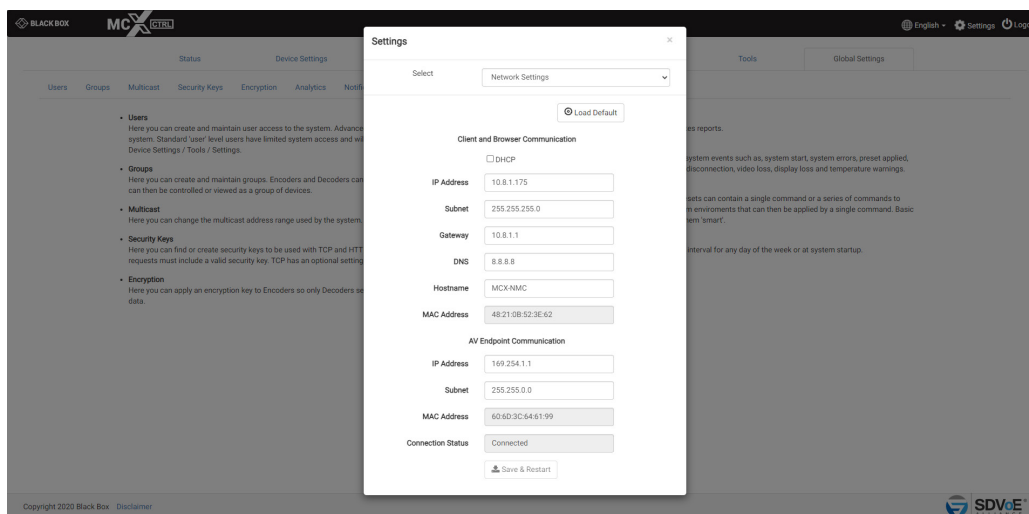 BLACK BOX
MCX CTRL
English
Settings
Status
Device Settings
Tools
Global Settings
Users
Groups
Multicast
Security Keys
Encryption
Analytics
• Users
Here you can create and maintain user access to the system.
system. Standard 'user' level users have limited system access and
Device Settings / Tools / Settings.
• Groups
Here you can create and maintain groups. Encoders and Decoders can
can then be controlled or viewed as a group of devices.
• Multicast
Here you can change the multicast address range used by the system.
• Security Keys
Here you can find or create security keys to be used with TCP and
requests must include a valid security key. TCP has an optional setting
• Encryption
Here you can apply an encryption key to Encoders so only Decoders
data.
reports.
system events such as, system start, system errors, preset applied,
disconnection, video loss, display loss and temperature warnings.
sets can contain a single command or a series of commands to
enviroments that can then be applied by a single command. Basic
'smart'.
interval for any day of the week or at system startup.
Settings
×
Select
Network Settings
Load Default
Client and Browser Communication
DHCP
IP Address
10.8.1.175
Subnet
255.255.255.0
Gateway
10.8.1.1
DNS
8.8.8.8
Hostname
MCX-NMC
MAC Address
48:21:0B:52:3E:62
AV Endpoint Communication
IP Address
169.254.1.1
Subnet
255.255.0.0
MAC Address
60:6D:3C:64:61:99
Connection Status
Connected
Save & Restart
Copyright 2020 Black Box
Disclaimer
SDVoE